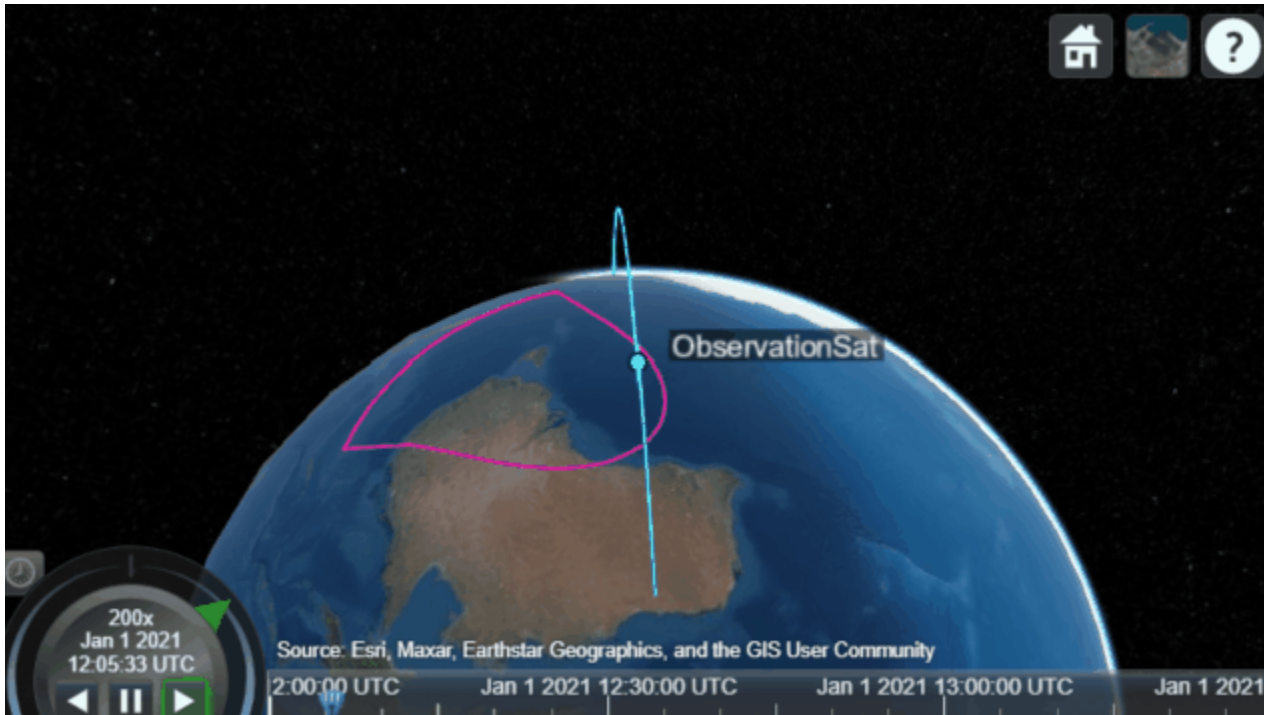 ?
ObservationSat
200x
Jan 1 2021
12:05:33 UTC
Source: Esri, Maxar, Earthstar Geographics, and the GIS User Community
2:00:00 UTC
Jan 1 2021 12:30:00 UTC
Jan 1 2021 13:00:00 UTC
Jan 1 2021